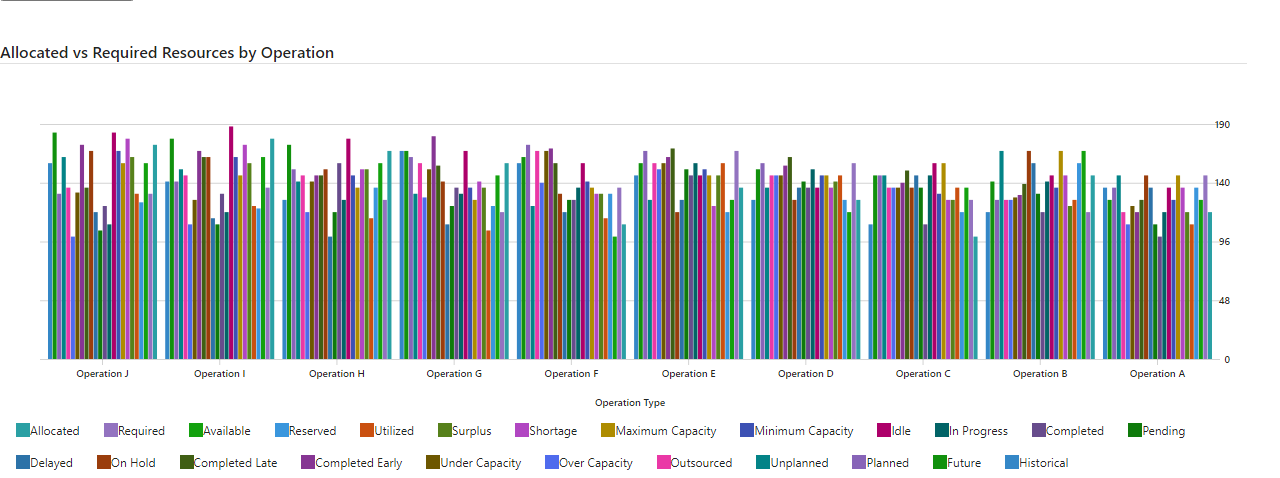 Allocated vs Required Resources by Operation
190
140
96
48
0
Operation J Operation I Operation H Operation G Operation F Operation E Operation D Operation C Operation B Operation A
Operation Type
Allocated Required Available Reserved Utilized Surplus Shortage Maximum Capacity Minimum Capacity Idle In Progress Completed Pending
Delayed On Hold Completed Late Completed Early Under Capacity Over Capacity Outsourced Unplanned Planned Future Historical